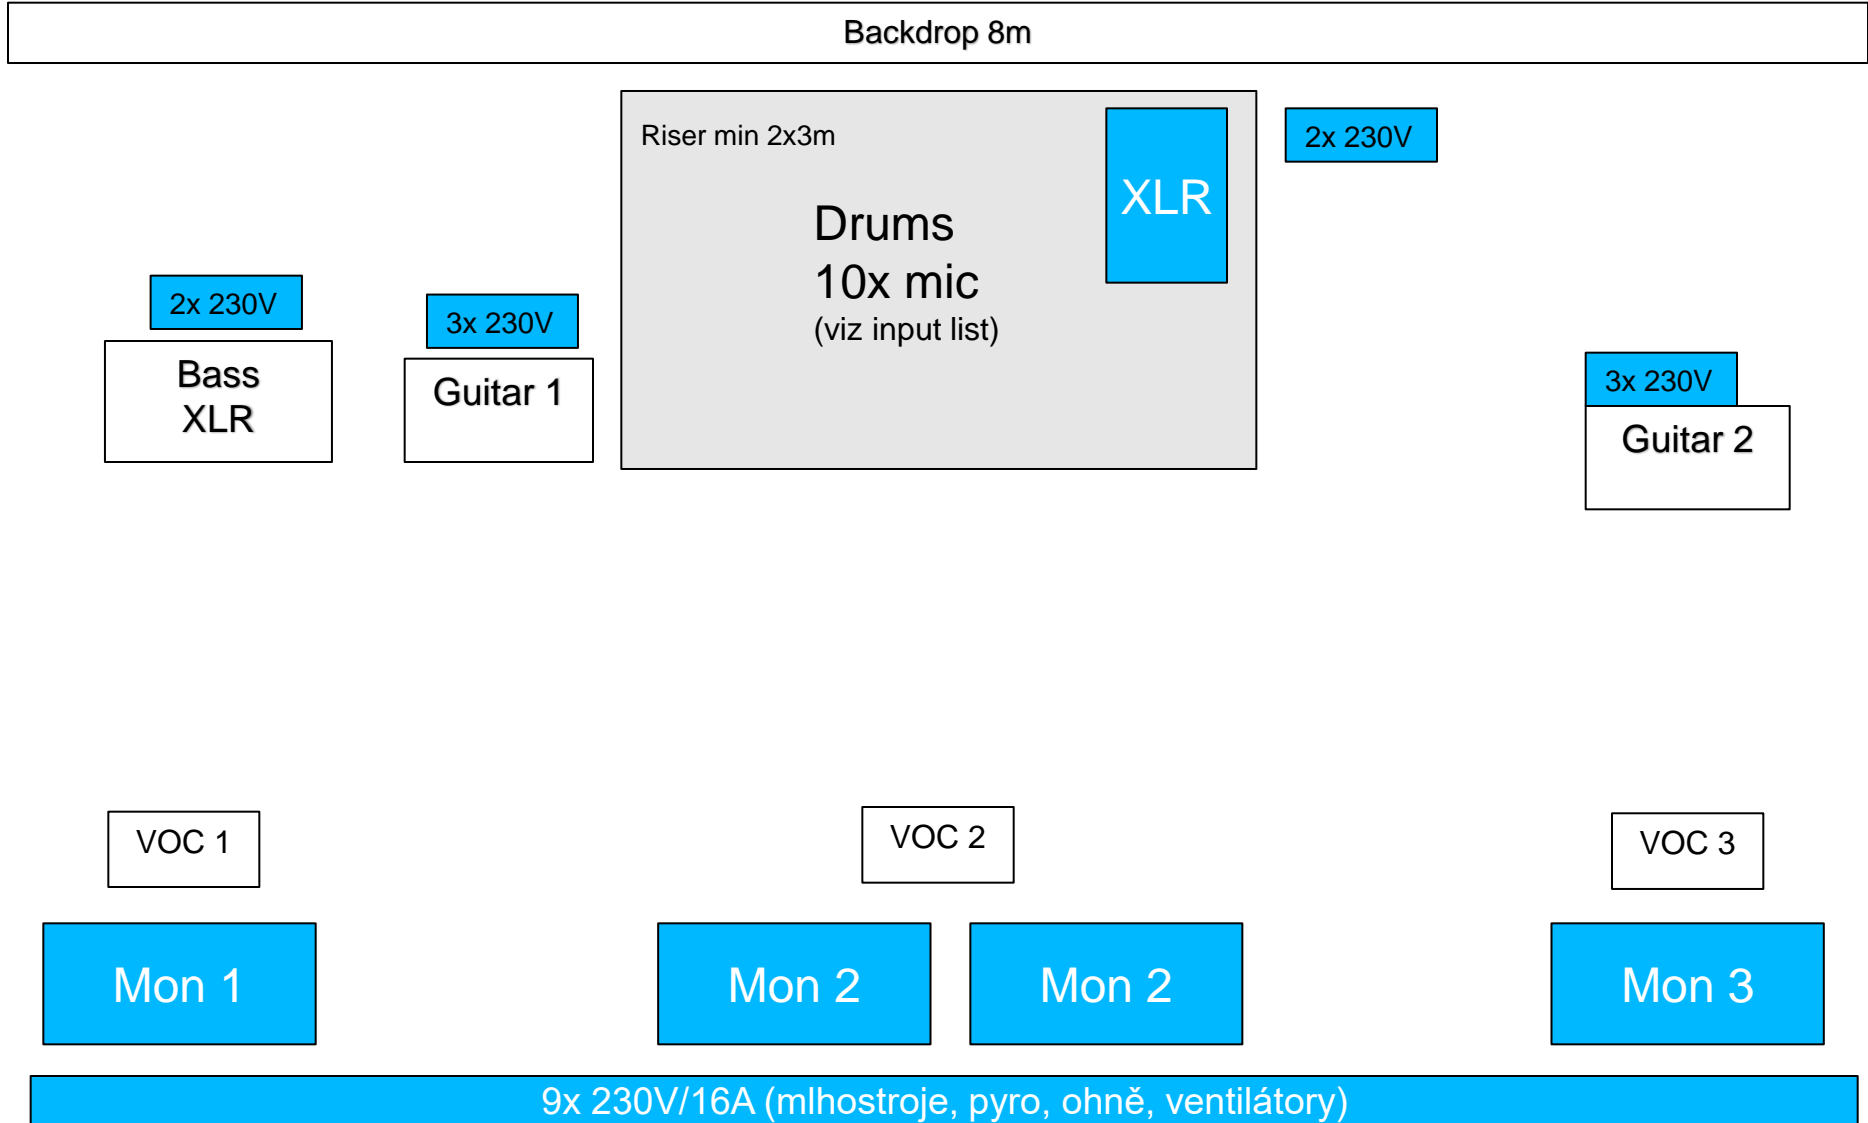 Backdrop 8m
Riser min 2x3m
XLR
2x 230V
Drums
10x mic
(viz input list)
2x 230V
3x 230V
Bass
XLR
Guitar 1
3x 230V
Guitar 2
VOC 1
VOC 2
VOC 3
Mon 1
Mon 2
Mon 2
Mon 3
9x 230V/16A (mlhostroje, pyro, ohně, ventilátory)